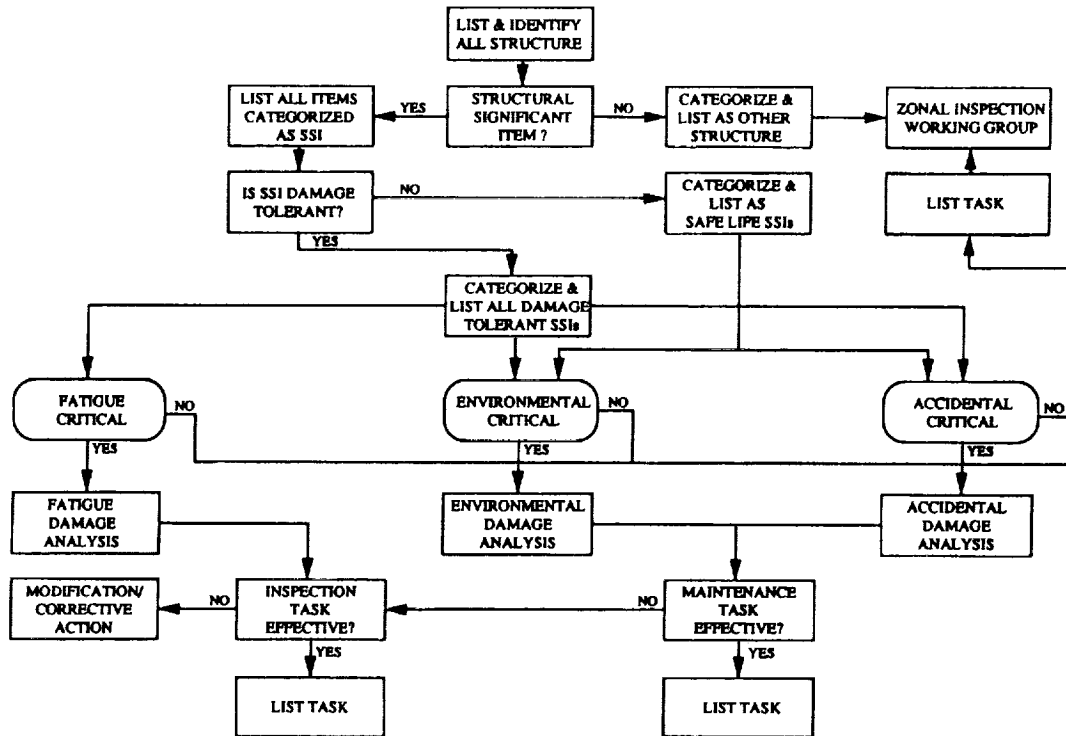 LIST & IDENTIFY
ALL STRUCTURE
LIST ALL ITEMS
CATEGORIZED
AS SSI
YES
STRUCTURAL
SIGNIFICANT
ITEM ?
NO
CATEGORIZE &
LIST AS OTHER
STRUCTURE
ZONAL INSPECTION
WORKING GROUP
IS SSI DAMAGE
TOLERANT?
NO
CATEGORIZE &
LIST AS
SAFE LIFE SSIs
LIST TASK
YES
CATEGORIZE &
LIST ALL DAMAGE
TOLERANT SSIs
FATIGUE
CRITICAL
NO
ENVIRONMENTAL
CRITICAL
NO
ACCIDENTAL
CRITICAL
NO
YES
YES
YES
FATIGUE
DAMAGE
ANALYSIS
ENVIRONMENTAL
DAMAGE
ANALYSIS
ACCIDENTAL
DAMAGE
ANALYSIS
MODIFICATION/
CORRECTIVE
ACTION
NO
INSPECTION
TASK
EFFECTIVE?
NO
MAINTENANCE
TASK
EFFECTIVE?
YES
YES
LIST TASK
LIST TASK